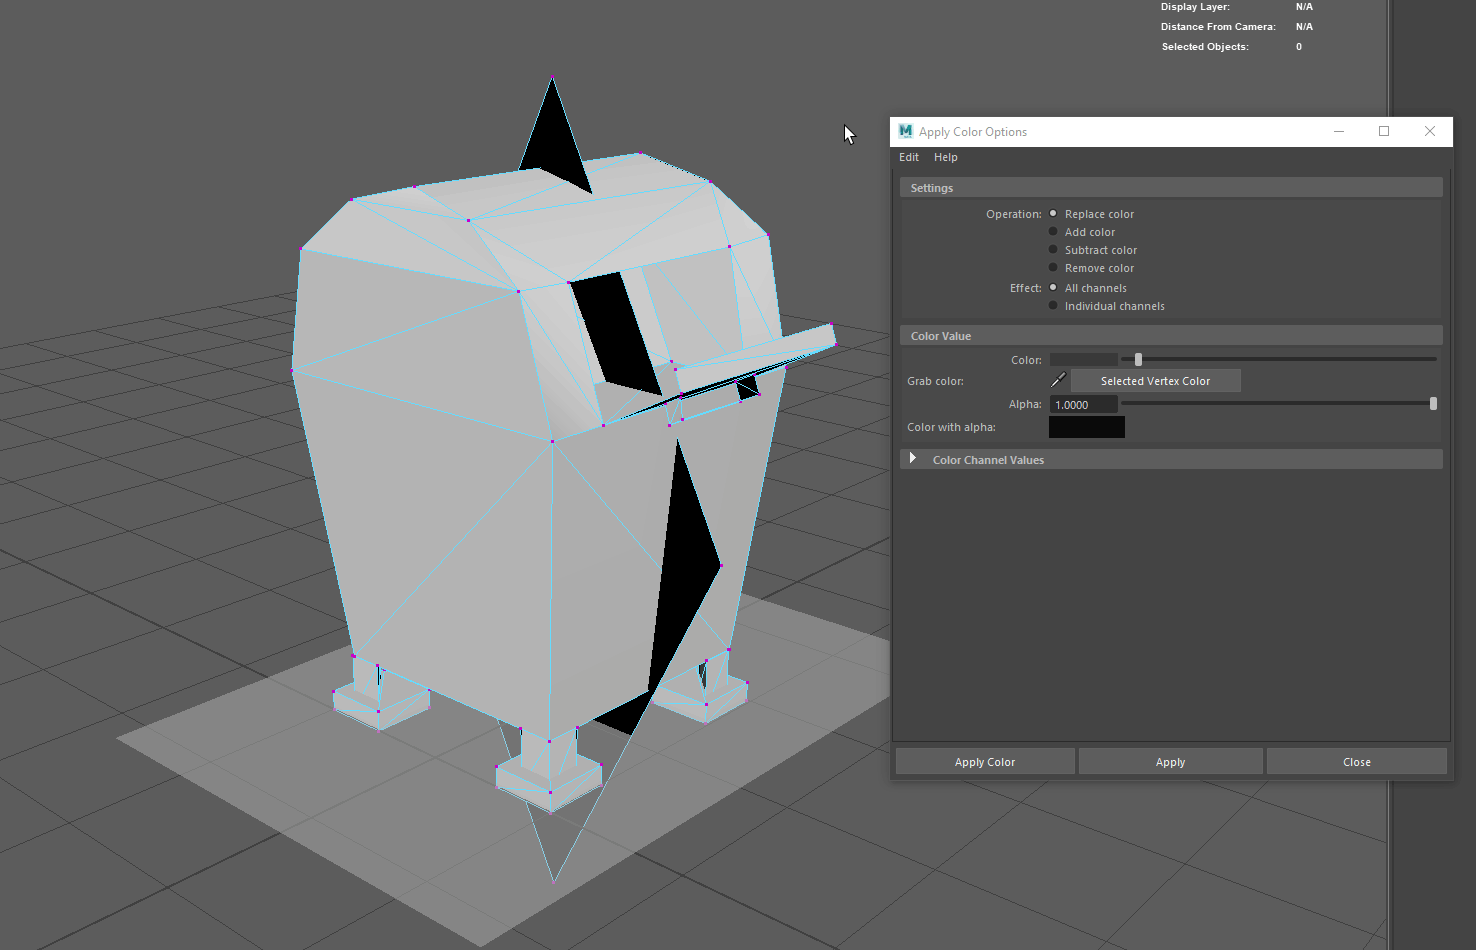 Display Layer: N/A
Distance From Camera: N/A
Selected Objects: 0
Apply Color Options
Edit Help
Settings
Operation: Replace color
Add color
Subtract color
Remove color
Effect: All channels
Individual channels
Color Value
Color:
Grab color: Selected Vertex Color
Alpha: 1.0000
Color with alpha:
Color Channel Values
Apply Color Apply Close